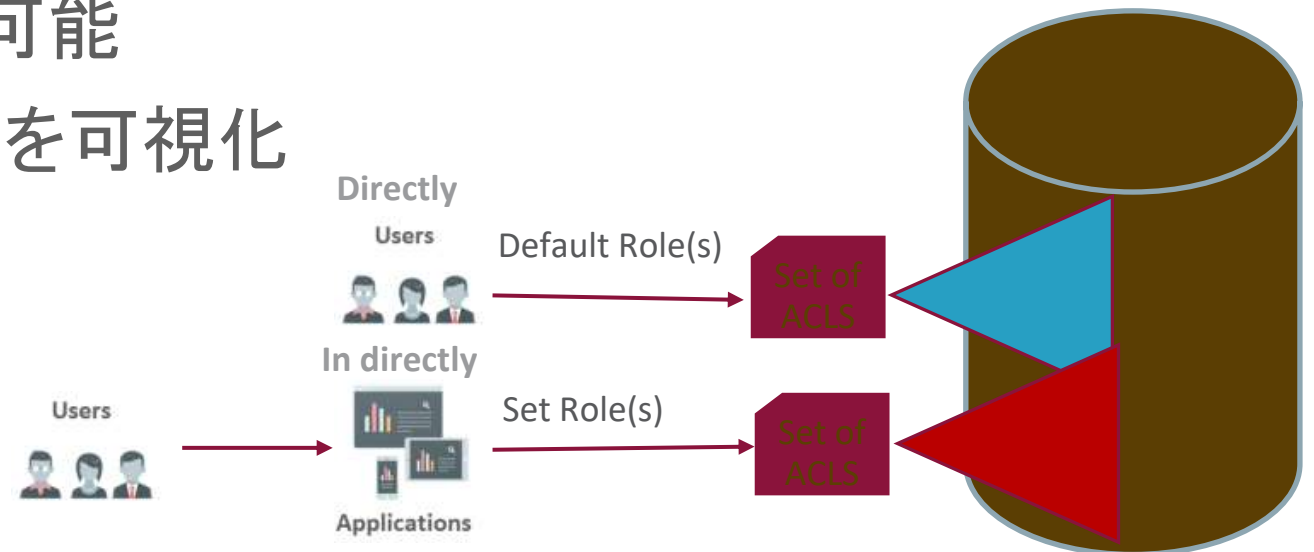 可能
を可視化
Directly
Users
Default Role(s)
Set of
ACLS
In directly
Users
Set Role(s)
Set of
ACLS
Applications